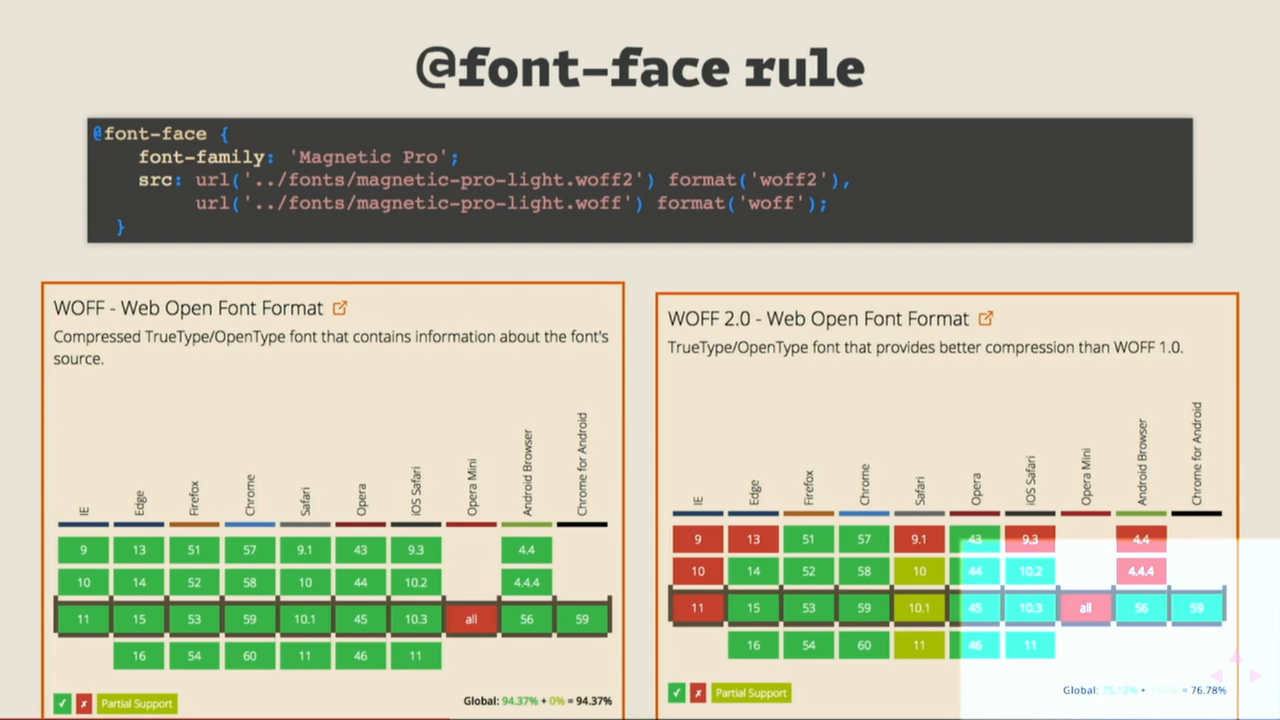 @font-face rule
@font-face {
font-family: 'Magnetic Pro';
src: url('../fonts/magnetic-pro-light.woff2') format('woff2'),
url('../fonts/magnetic-pro-light.woff') format('woff');
}
WOFF - Web Open Font Format
Compressed TrueType/OpenType font that contains information about the font's
source.
IE Edge Firefox Chrome Safari Opera iOS Safari Opera Mini Android Browser Chrome for Android
9 13 51 57 9.1 43 9.3 4.4
10 14 52 58 10 44 10.2 4.4.4
11 15 53 59 10.1 45 10.3 all 56 59
16 54 60 11 46 11
✓ ✗ Partial Support Global: 94.37% + 0% = 94.37%
WOFF 2.0 - Web Open Font Format
TrueType/OpenType font that provides better compression than WOFF 1.0.
IE Edge Firefox Chrome Safari Opera iOS Safari Opera Mini Android Browser Chrome for Android
9 13 51 57 9.1 43 9.3 4.4
10 14 52 58 10 44 10.2 4.4.4
11 15 53 59 10.1 45 10.3 all 56 59
16 54 60 11 46 11
✓ ✗ Partial Support Global: + = 76.78%